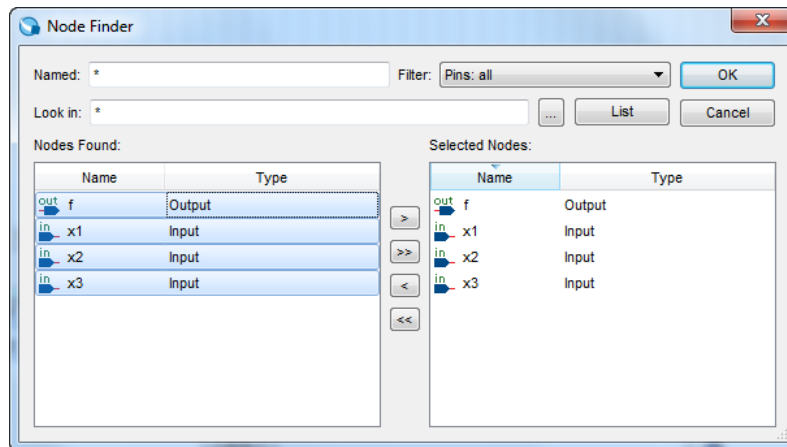 Node Finder
Named: * Filter: Pins: all OK
Look in: * ... List Cancel
Nodes Found: Selected Nodes:
Name Type Name Type
out f Output out f Output
in x1 Input in x1 Input
in x2 Input in x2 Input
in x3 Input in x3 Input
>
>>
<
<<